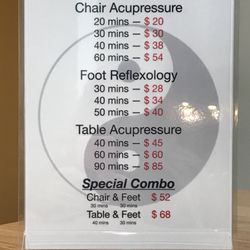 Chair Acupressure
20 mins — $ 20
30 mins — $ 30
40 mins — $ 38
60 mins — $ 54
Foot Reflexology
30 mins — $ 28
40 mins — $ 34
50 mins — $ 40
Table Acupressure
40 mins — $ 45
60 mins — $ 60
90 mins — $ 85
Special Combo
Chair & Feet $ 52
30 mins 30 mins
Table & Feet $ 68
40 mins 30 mins